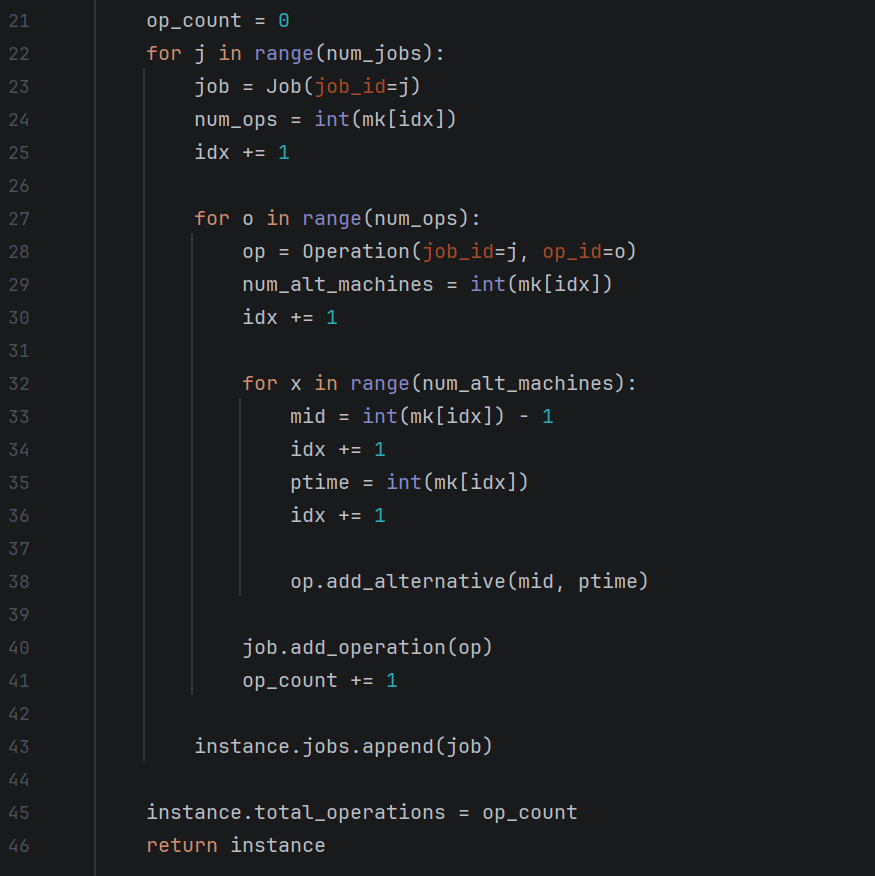 21 op_count = 0
22 for j in range(num_jobs):
23 job = Job(job_id=j)
24 num_ops = int(mk[idx])
25 idx += 1
26
27 for o in range(num_ops):
28 op = Operation(job_id=j, op_id=o)
29 num_alt_machines = int(mk[idx])
30 idx += 1
31
32 for x in range(num_alt_machines):
33 mid = int(mk[idx]) - 1
34 idx += 1
35 ptime = int(mk[idx])
36 idx += 1
37
38 op.add_alternative(mid, ptime)
39
40 job.add_operation(op)
41 op_count += 1
42
43 instance.jobs.append(job)
44
45 instance.total_operations = op_count
46 return instance